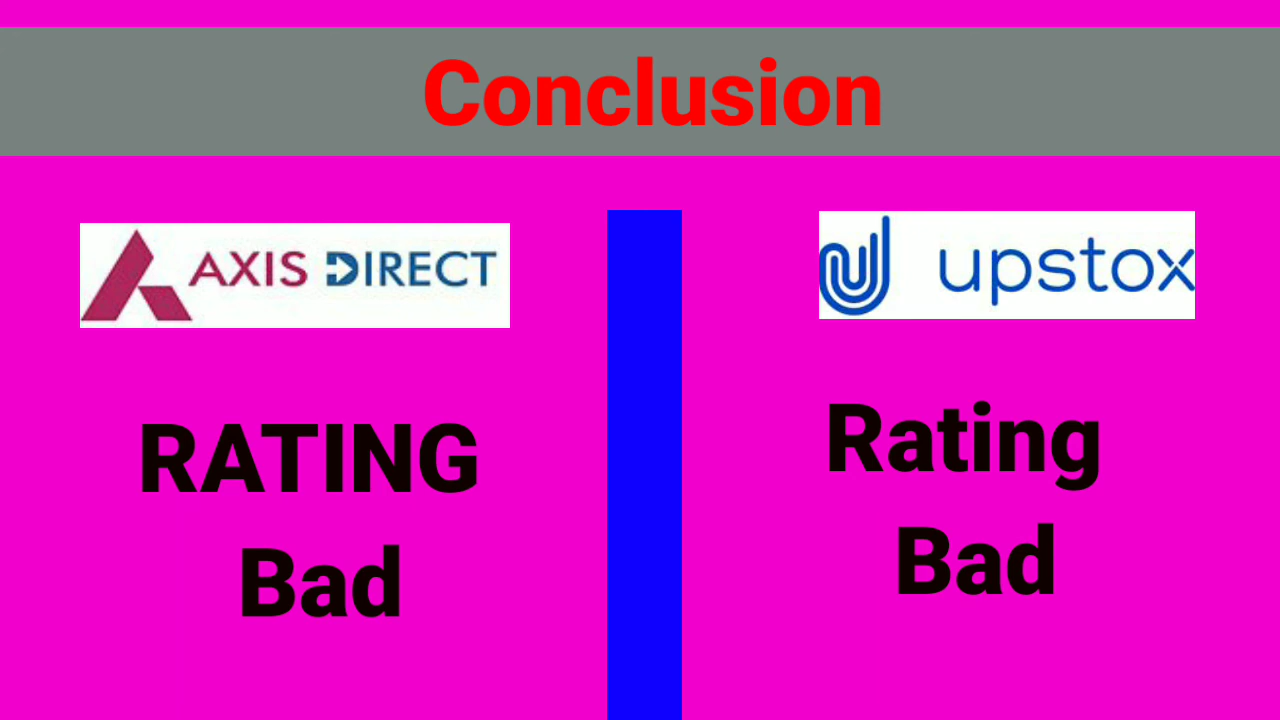 Conclusion
AXIS DIRECT
RATING
Bad
upstox
Rating
Bad